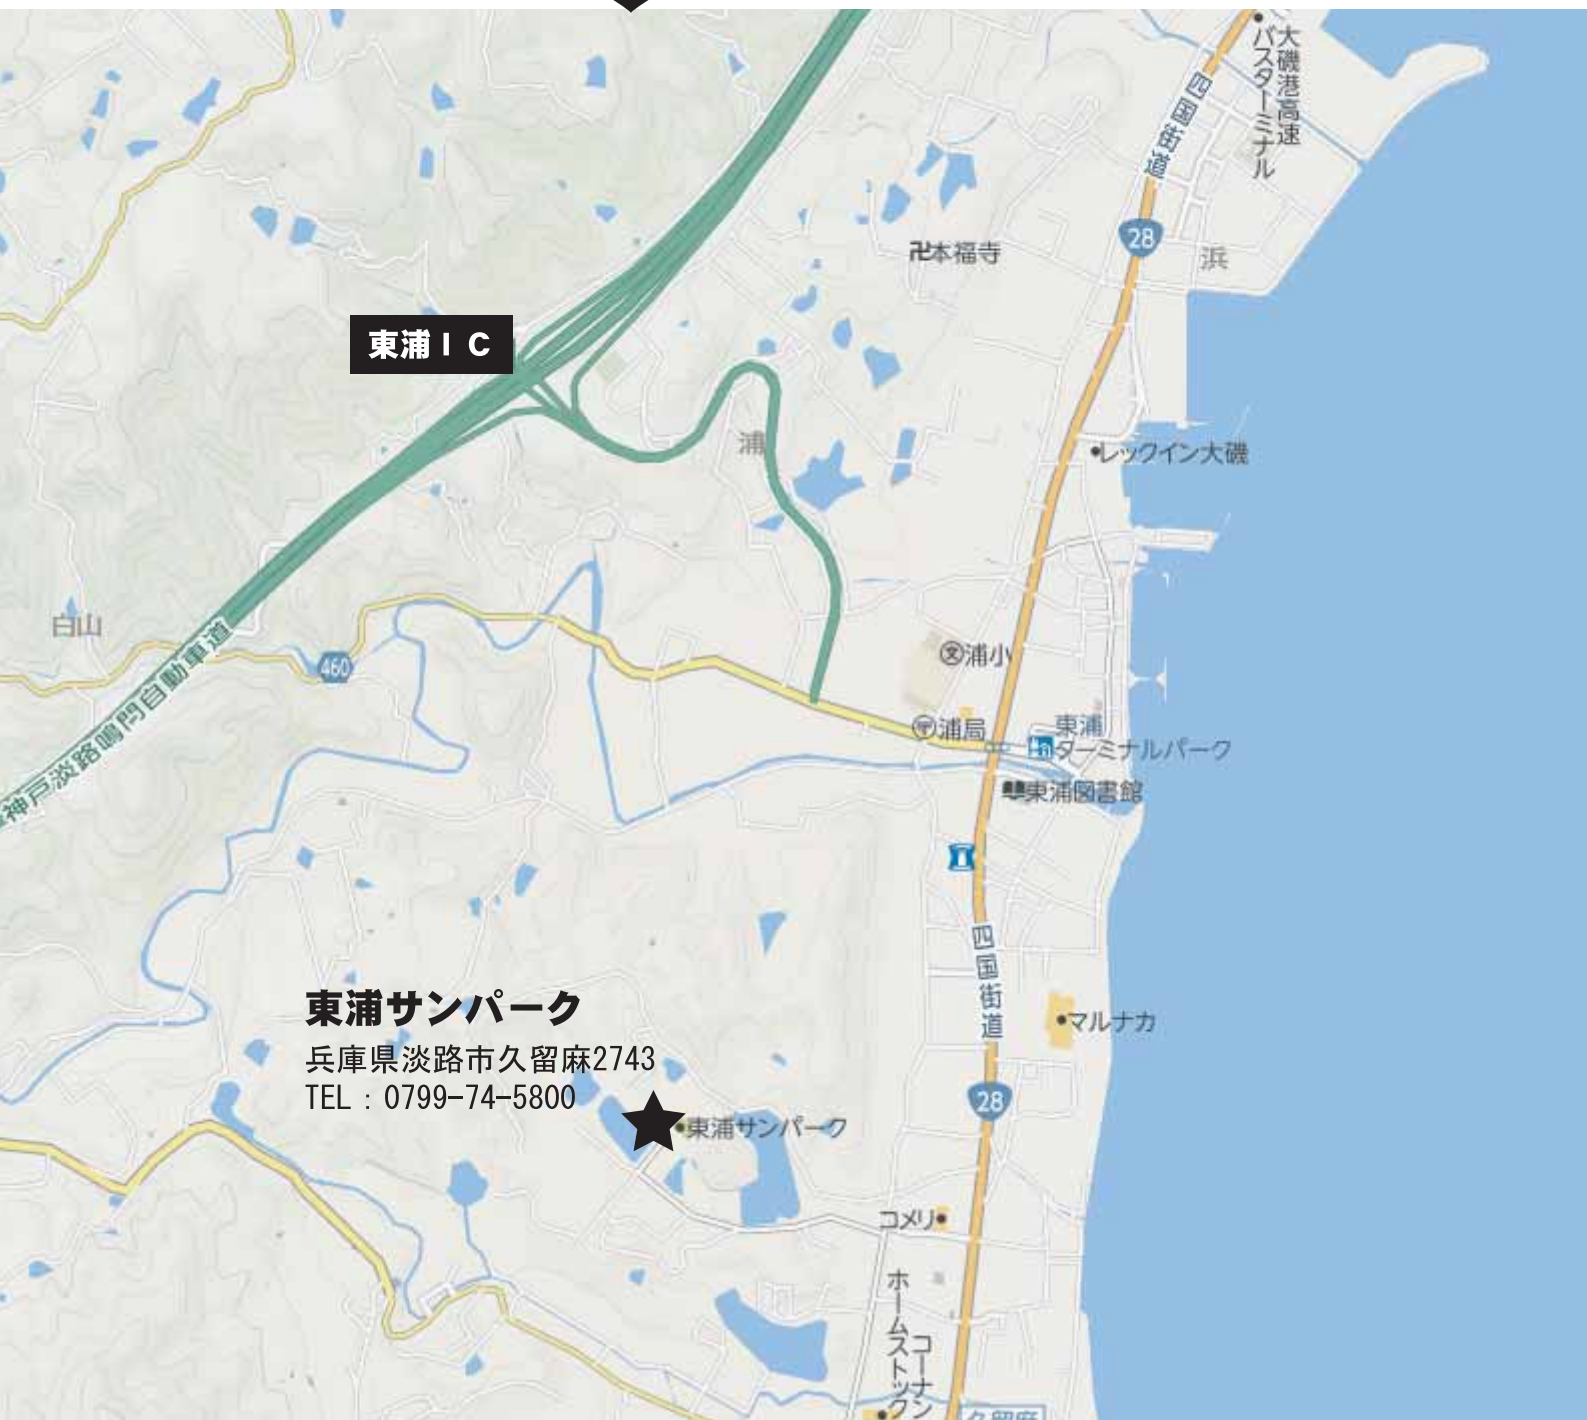 大磯港高速
バスターミナル
四国街道
28
浜
卍本福寺
東浦IC
浦
レックイン大磯
白山
460
文浦小
〒浦局
東浦
ターミナルパーク
東浦図書館
神戸淡路鳴門自動車道
四国街道
東浦サンパーク
兵庫県淡路市久留麻2743
TEL：0799-74-5800
マルナカ
28
東浦サンパーク
コメリ
ホームストック
コーナン
久留麻